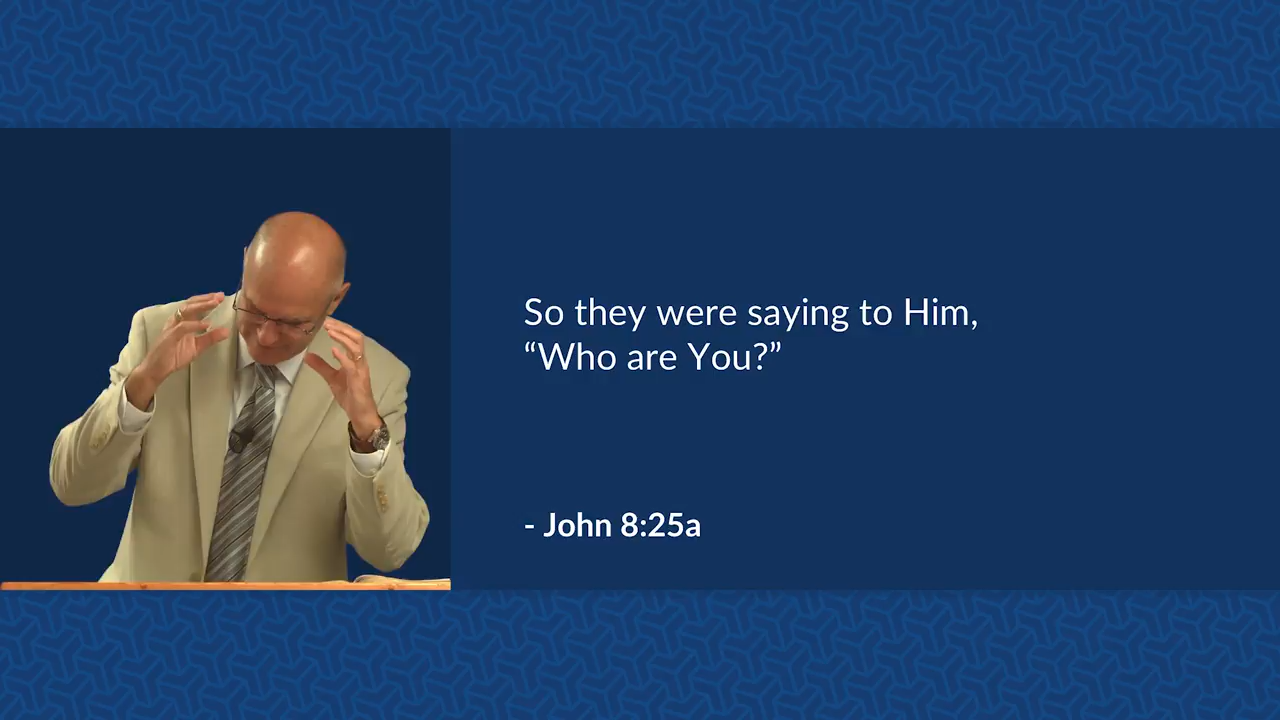 So they were saying to Him,
“Who are You?”
- John 8:25a